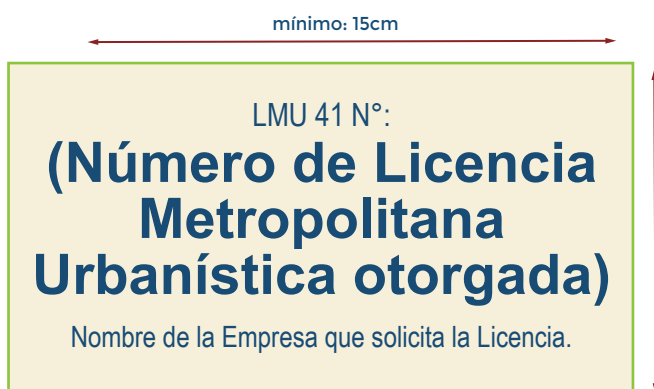 mínimo: 15cm
LMU 41 N°:
(Número de Licencia
Metropolitana
Urbanística otorgada)
Nombre de la Empresa que solicita la Licencia.